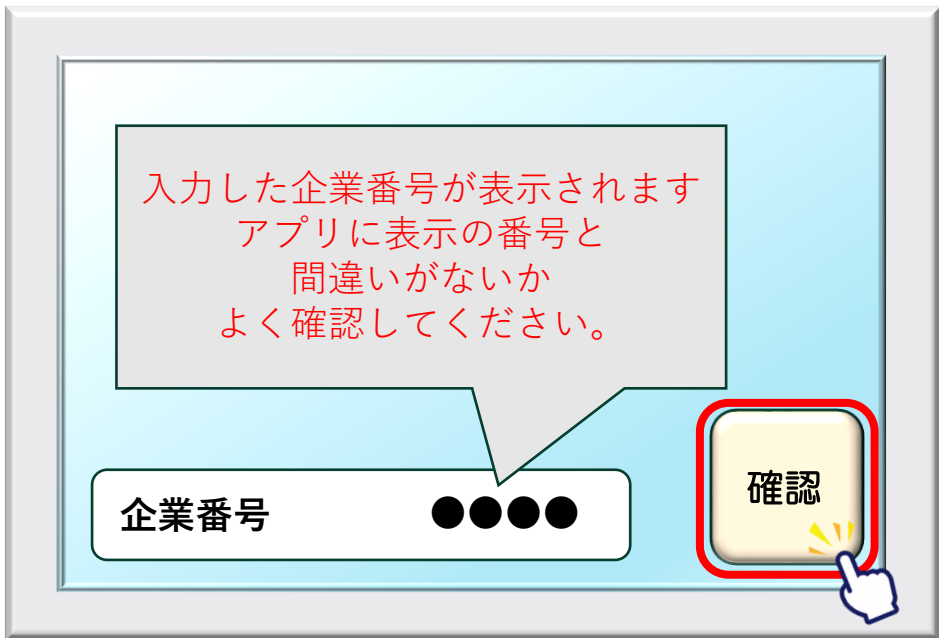 入力した企業番号が表示されます
アプリに表示の番号と
間違いがないか
よく確認してください。
企業番号 ●●●●
確認